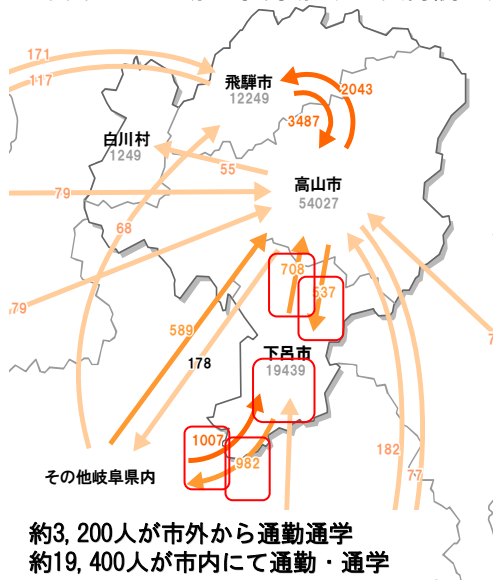 171
117
飛騨市
12249
2043
3487
白川村
1249
55
高山市
54027
79
68
708
537
79
589
178
下呂市
19439
1007
982
182
77
その他岐阜県内
約3,200人が市外から通勤通学
約19,400人が市内にて通勤・通学